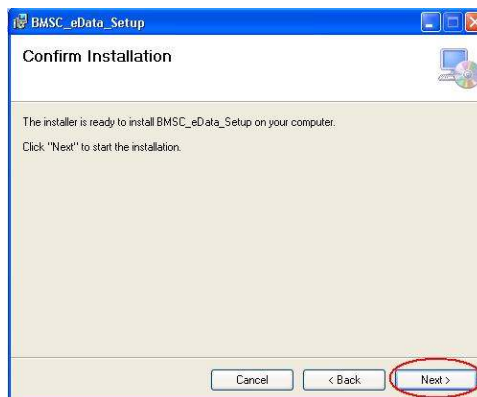 BMSC_eData_Setup
Confirm Installation
The installer is ready to install BMSC_eData_Setup on your computer.
Click "Next" to start the installation.
Cancel
< Back
Next >